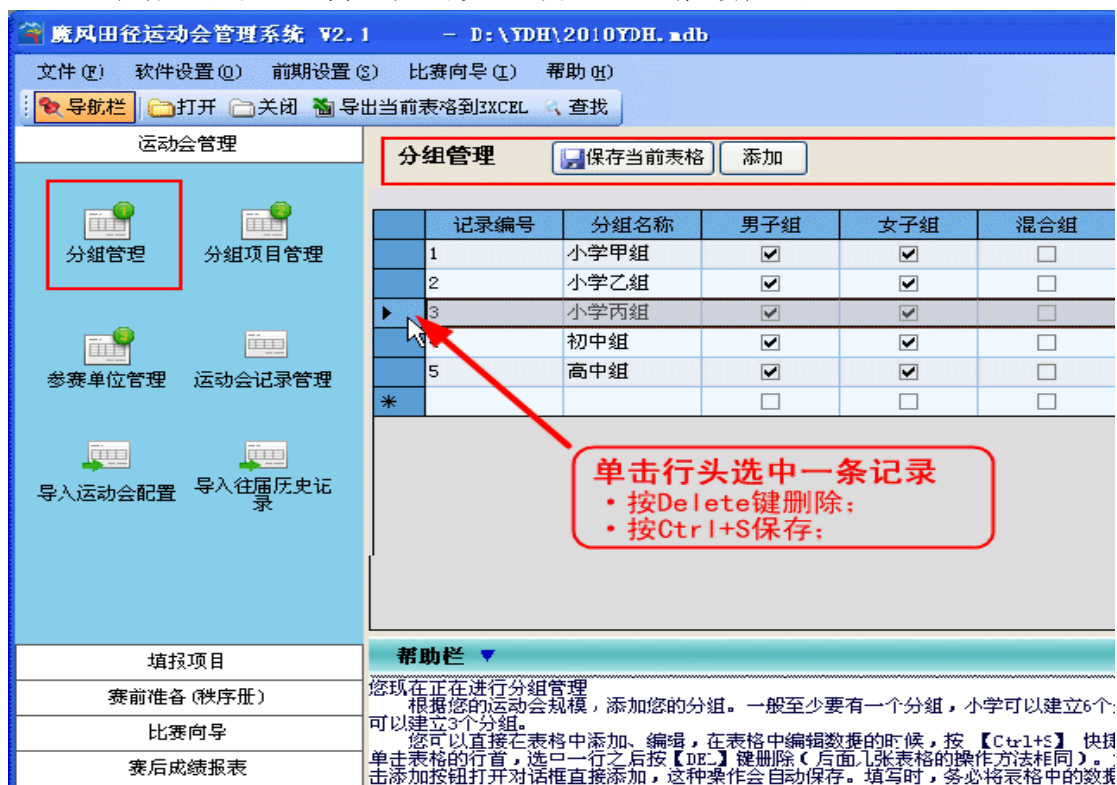 魔风田径运动会管理系统 V2.1 - D:\YDH\2010YDH.mdb
文件(F) 软件设置(O) 前期设置(S) 比赛向导(I) 帮助(H)
导航栏 打开 关闭 导出当前表格到EXCEL 查找
运动会管理
分组管理 保存当前表格 添加
分组管理 分组项目管理
参赛单位管理 运动会记录管理
导入运动会配置 导入往届历史记
录
记录编号 分组名称 男子组 女子组 混合组
1 小学甲组
2 小学乙组
3 小学丙组
初中组
5 高中组
*
单击行头选中一条记录
·按Delete键删除;
·按Ctrl+S保存;
填报项目
赛前准备(秩序册)
比赛向导
赛后成绩报表
帮助栏
您现在正在进行分组管理
根据您的运动会规模，添加您的分组。一般至少要有一个分组，小学可以建立6个
可以建立3个分组。
您可以直接在表格中添加、编辑，在表格中编辑数据的时候，按 【Ctrl+S】 快捷
单击表格的行首，选中一行之后按【DEL】键删除(后面几张表格的操作方法相同)。
击添加按钮打开对话框直接添加，这种操作会自动保存。填写时，务必将表格中的数据